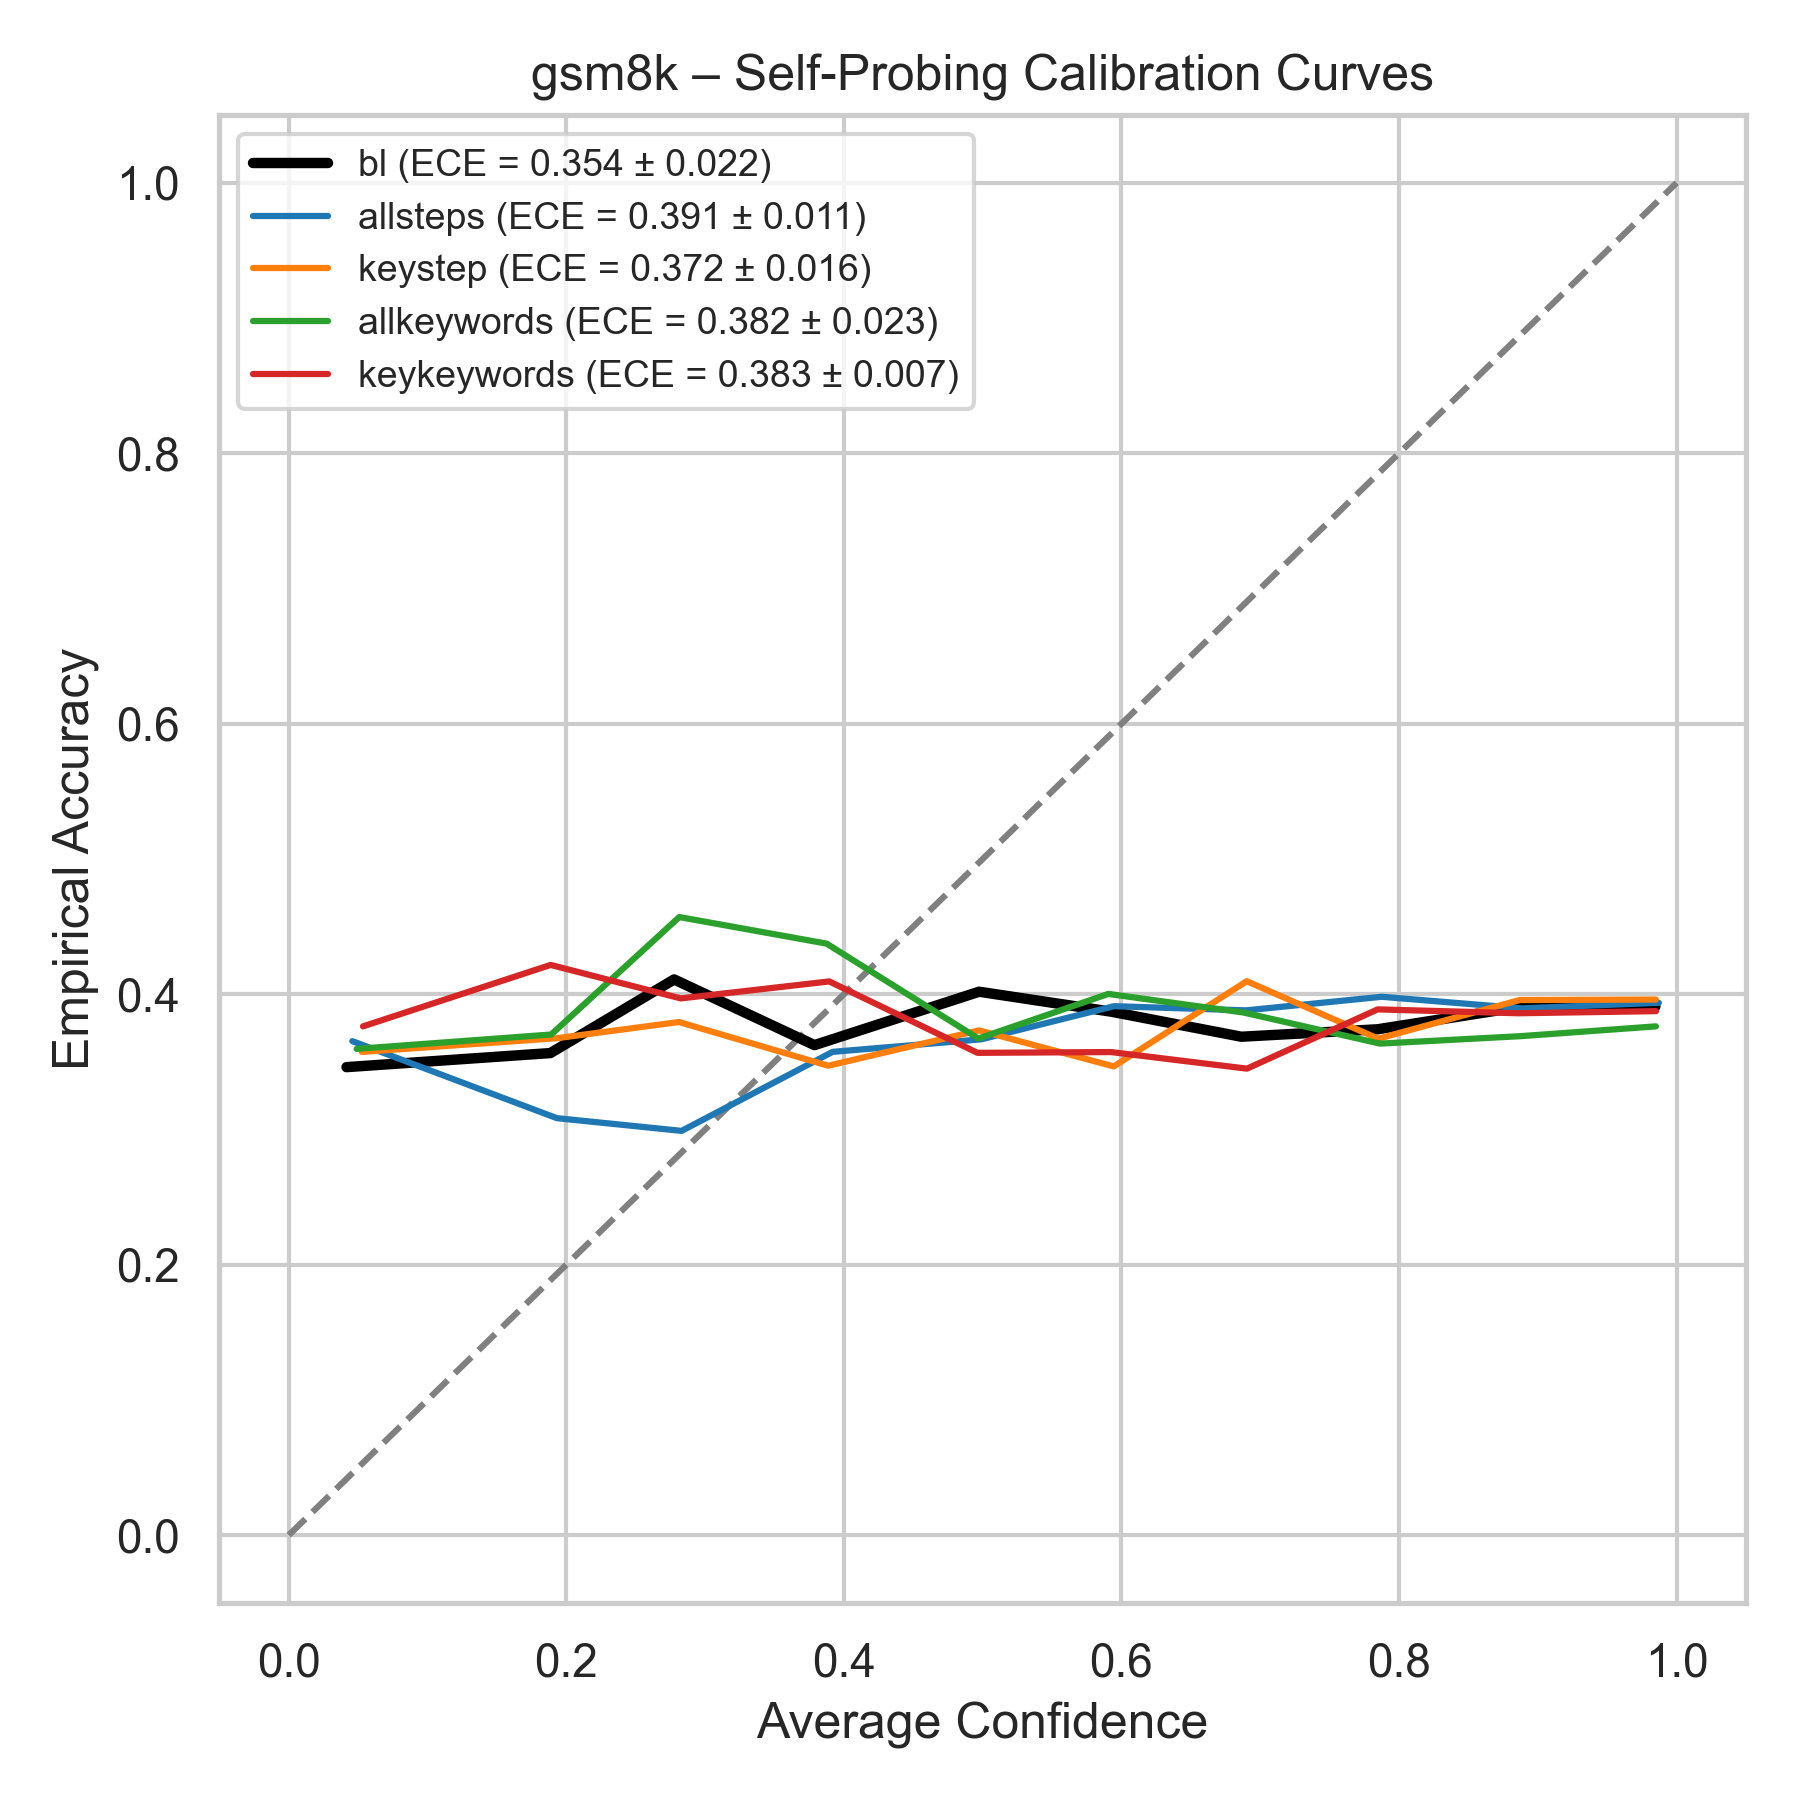 gsm8k – Self-Probing Calibration Curves
bl (ECE = 0.354 ± 0.022)
allsteps (ECE = 0.391 ± 0.011)
keystep (ECE = 0.372 ± 0.016)
allkeywords (ECE = 0.382 ± 0.023)
keykeywords (ECE = 0.383 ± 0.007)
1.0
0.8
0.6
0.4
0.2
0.0
Empirical Accuracy
0.0 0.2 0.4 0.6 0.8 1.0
Average Confidence